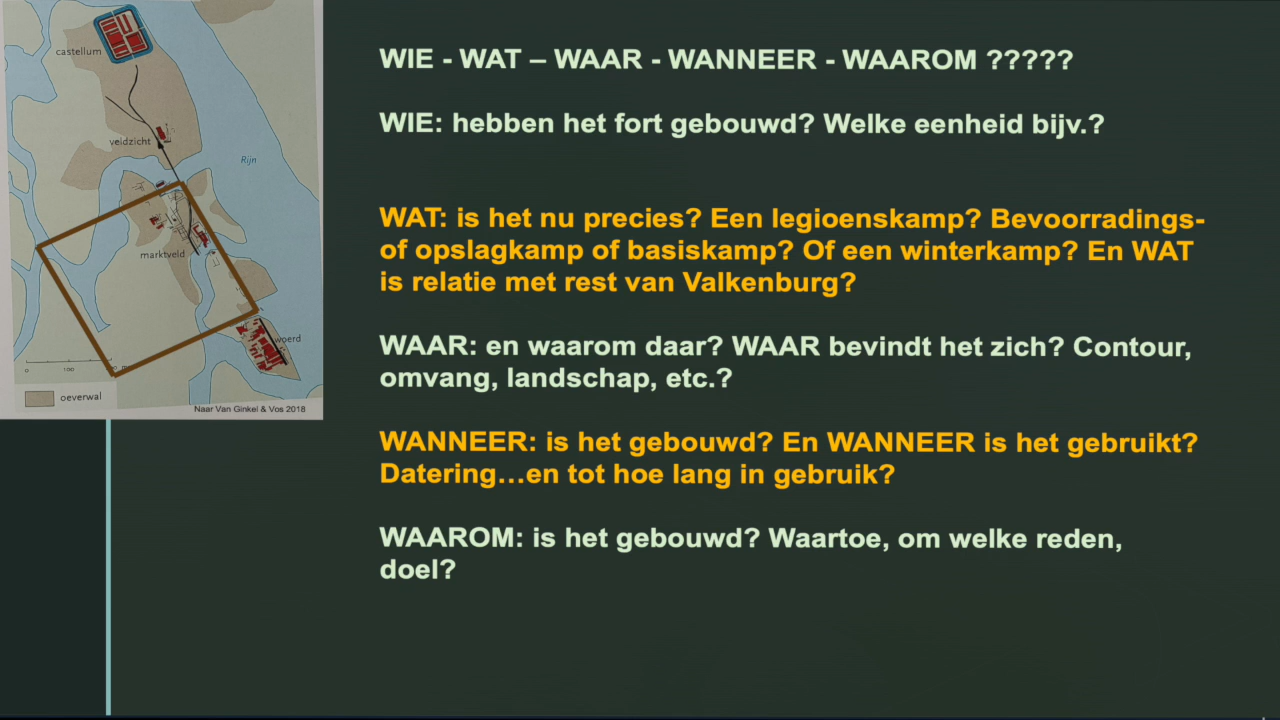 castellum
veldzicht
Rijn
marktveld
woerd
0
oeverwal
Naar Van Ginkel & Vos 2018
WIE - WAT – WAAR - WANNEER - WAAROM ?????
WIE: hebben het fort gebouwd? Welke eenheid bijv.?
WAT: is het nu precies? Een legioenskamp? Bevoorradings-
of opslagkamp of basiskamp? Of een winterkamp? En WAT
is relatie met rest van Valkenburg?
WAAR: en waarom daar? WAAR bevindt het zich? Contour,
omvang, landschap, etc.?
WANNEER: is het gebouwd? En WANNEER is het gebruikt?
Datering…en tot hoe lang in gebruik?
WAAROM: is het gebouwd? Waartoe, om welke reden,
doel?